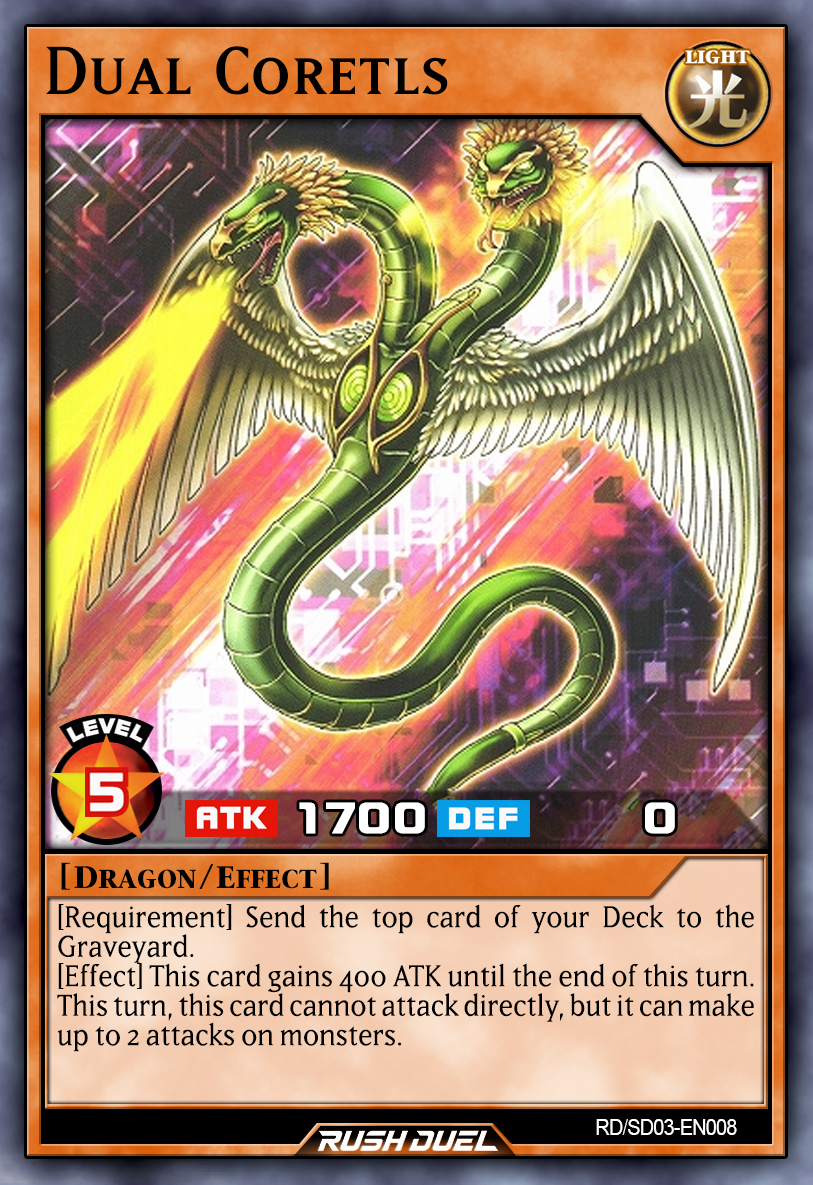 Dual Coretls
LIGHT
光
LEVEL
5
ATK 1700 DEF 0
[Dragon/Effect]
[Requirement] Send the top card of your Deck to the
Graveyard.
[Effect] This card gains 400 ATK until the end of this turn.
This turn, this card cannot attack directly, but it can make
up to 2 attacks on monsters.
RD/SD03-EN008
RUSH DUEL